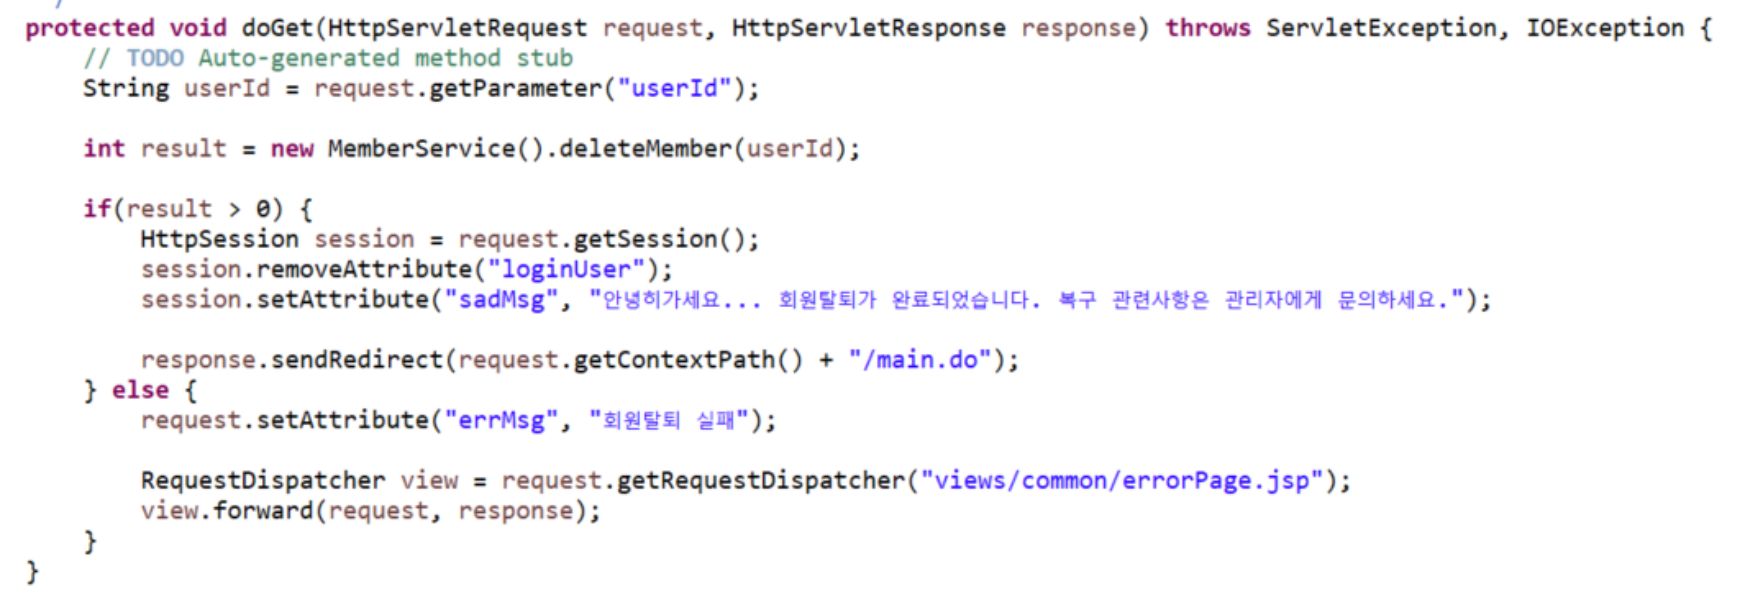 protected void doGet(HttpServletRequest request, HttpServletResponse response) throws ServletException, IOException {
// TODO Auto-generated method stub
String userId = request.getParameter("userId");
int result = new MemberService().deleteMember(userId);
if(result > 0) {
HttpSession session = request.getSession();
session.removeAttribute("loginUser");
session.setAttribute("sadMsg", "안녕히가세요... 회원탈퇴가 완료되었습니다. 복구 관련사항은 관리자에게 문의하세요.");
response.sendRedirect(request.getContextPath() + "/main.do");
} else {
request.setAttribute("errMsg", "회원탈퇴 실패");
RequestDispatcher view = request.getRequestDispatcher("views/common/errorPage.jsp");
view.forward(request, response);
}
}